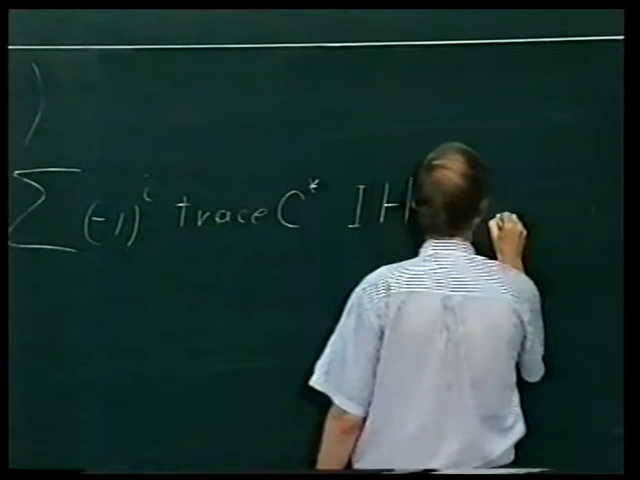 )
∑ (-1)^i trace C^* IH